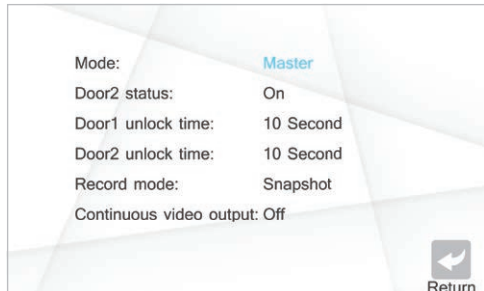 Mode: Master
Door2 status: On
Door1 unlock time: 10 Second
Door2 unlock time: 10 Second
Record mode: Snapshot
Continuous video output: Off
Return